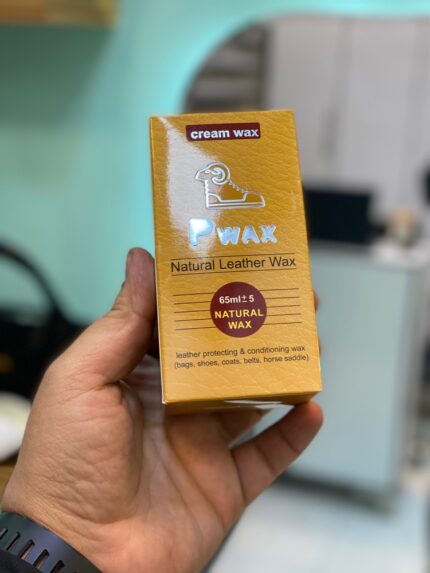 cream wax
P WAX
Natural Leather Wax
65ml± 5
NATURAL
WAX
leather protecting & conditioning wax
(bags, shoes, coats, belts, horse saddle)